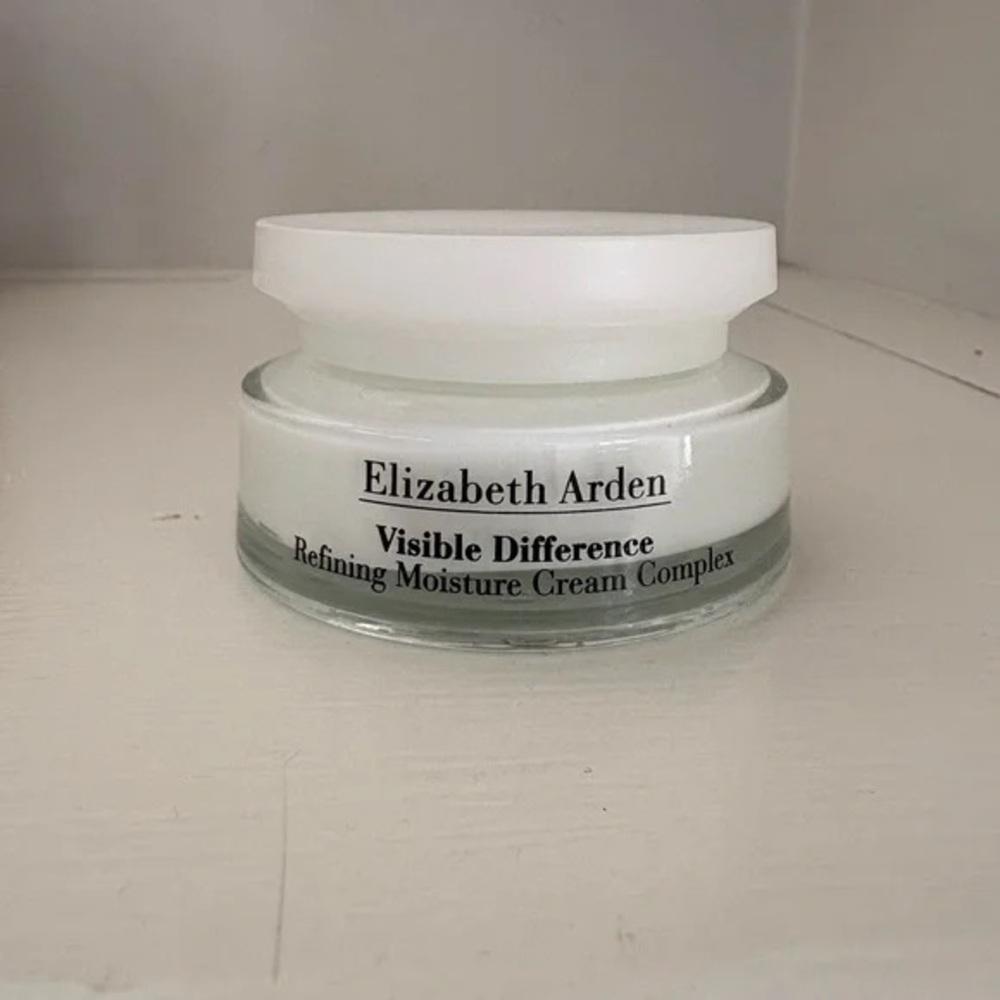 Elizabeth Arden
Visible Difference
Refining Moisture Cream Complex